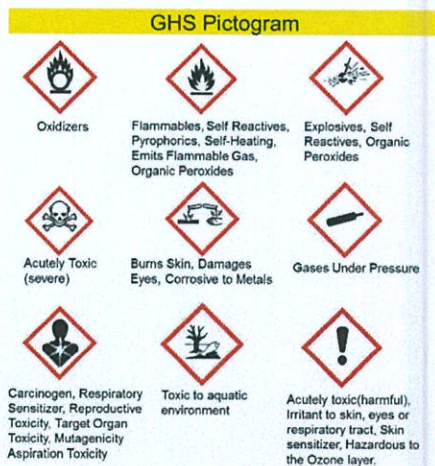 GHS Pictogram
Oxidizers
Flammables, Self Reactives,
Pyrophorics, Self-Heating,
Emits Flammable Gas,
Organic Peroxides
Explosives, Self
Reactives, Organic
Peroxides
Acutely Toxic
(severe)
Burns Skin, Damages
Eyes, Corrosive to Metals
Gases Under Pressure
Carcinogen, Respiratory
Sensitizer, Reproductive
Toxicity, Target Organ
Toxicity, Mutagenicity
Aspiration Toxicity
Toxic to aquatic
environment
Acutely toxic(harmful),
Irritant to skin, eyes or
respiratory tract, Skin
sensitizer, Hazardous to
the Ozone layer.